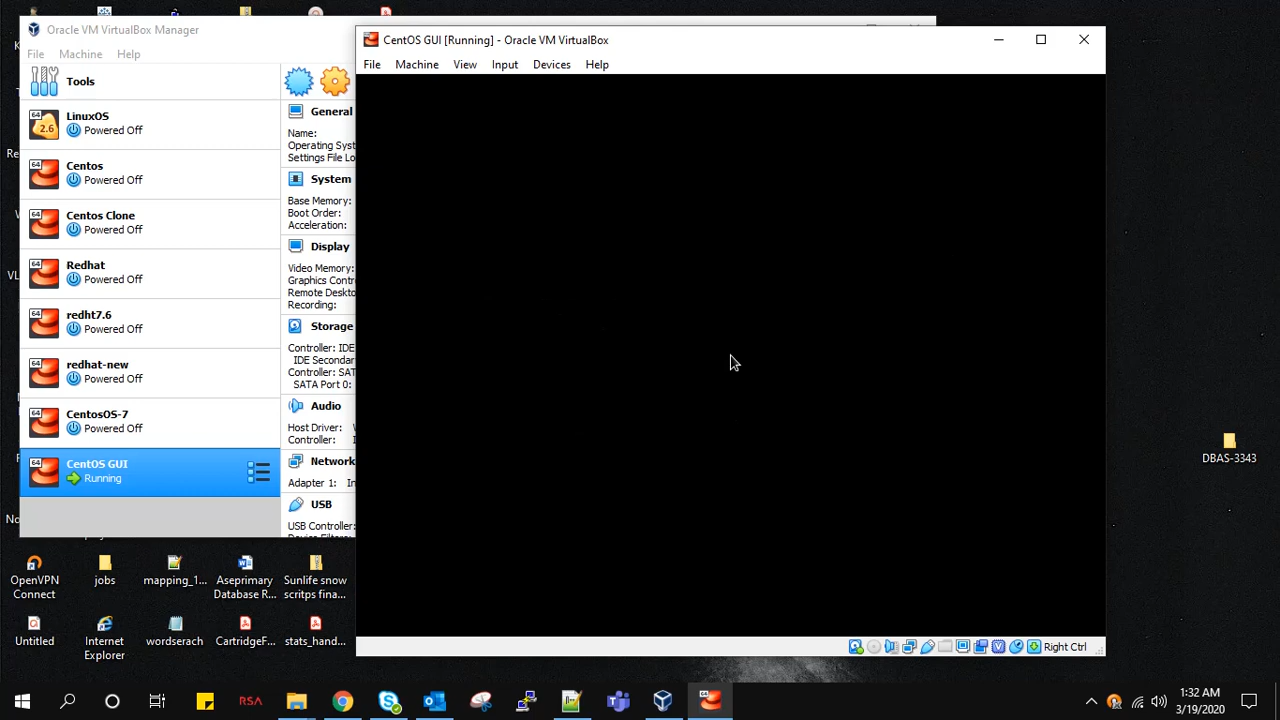 Oracle VM VirtualBox Manager
File Machine Help
Tools
LinuxOS
Powered Off
Centos
Powered Off
Centos Clone
Powered Off
Redhat
Powered Off
redht7.6
Powered Off
redhat-new
Powered Off
CentosOS-7
Powered Off
CentOS GUI
Running
General
Name:
Operating Syst
Settings File Lo
System
Base Memory:
Boot Order:
Acceleration:
Display
Video Memory:
Graphics Contr
Remote Deskto
Recording:
Storage
Controller: IDE
IDE Secondar
Controller: SAT
SATA Port 0:
Audio
Host Driver:
Controller:
Network
Adapter 1: In
USB
USB Controller:
CentOS GUI [Running] - Oracle VM VirtualBox
File Machine View Input Devices Help
Right Ctrl
DBAS-3343
OpenVPN
Connect
jobs
mapping_1...
Aseprimary
Database R...
Sunlife snow
scritps fina...
Untitled
Internet
Explorer
wordserach
CartridgeF...
stats_hand...
RSA
1:32 AM
3/19/2020